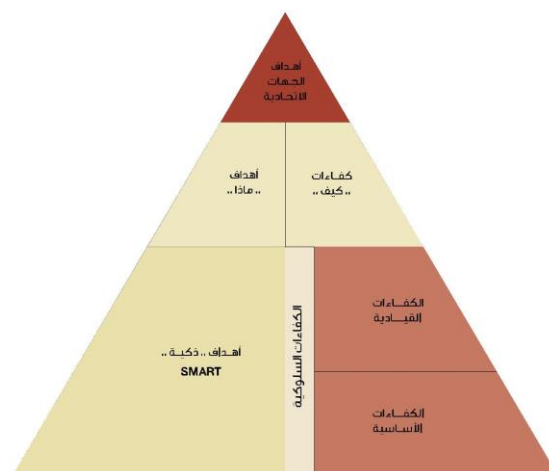 أهداف
الجهات
الاتحادية
كفاءات
.. كيف ..
أهداف
.. ماذا ..
الكفاءات
القيادية
الكفاءات السلوكية
أهداف .. ذكية ..
SMART
الكفاءات
الأساسية